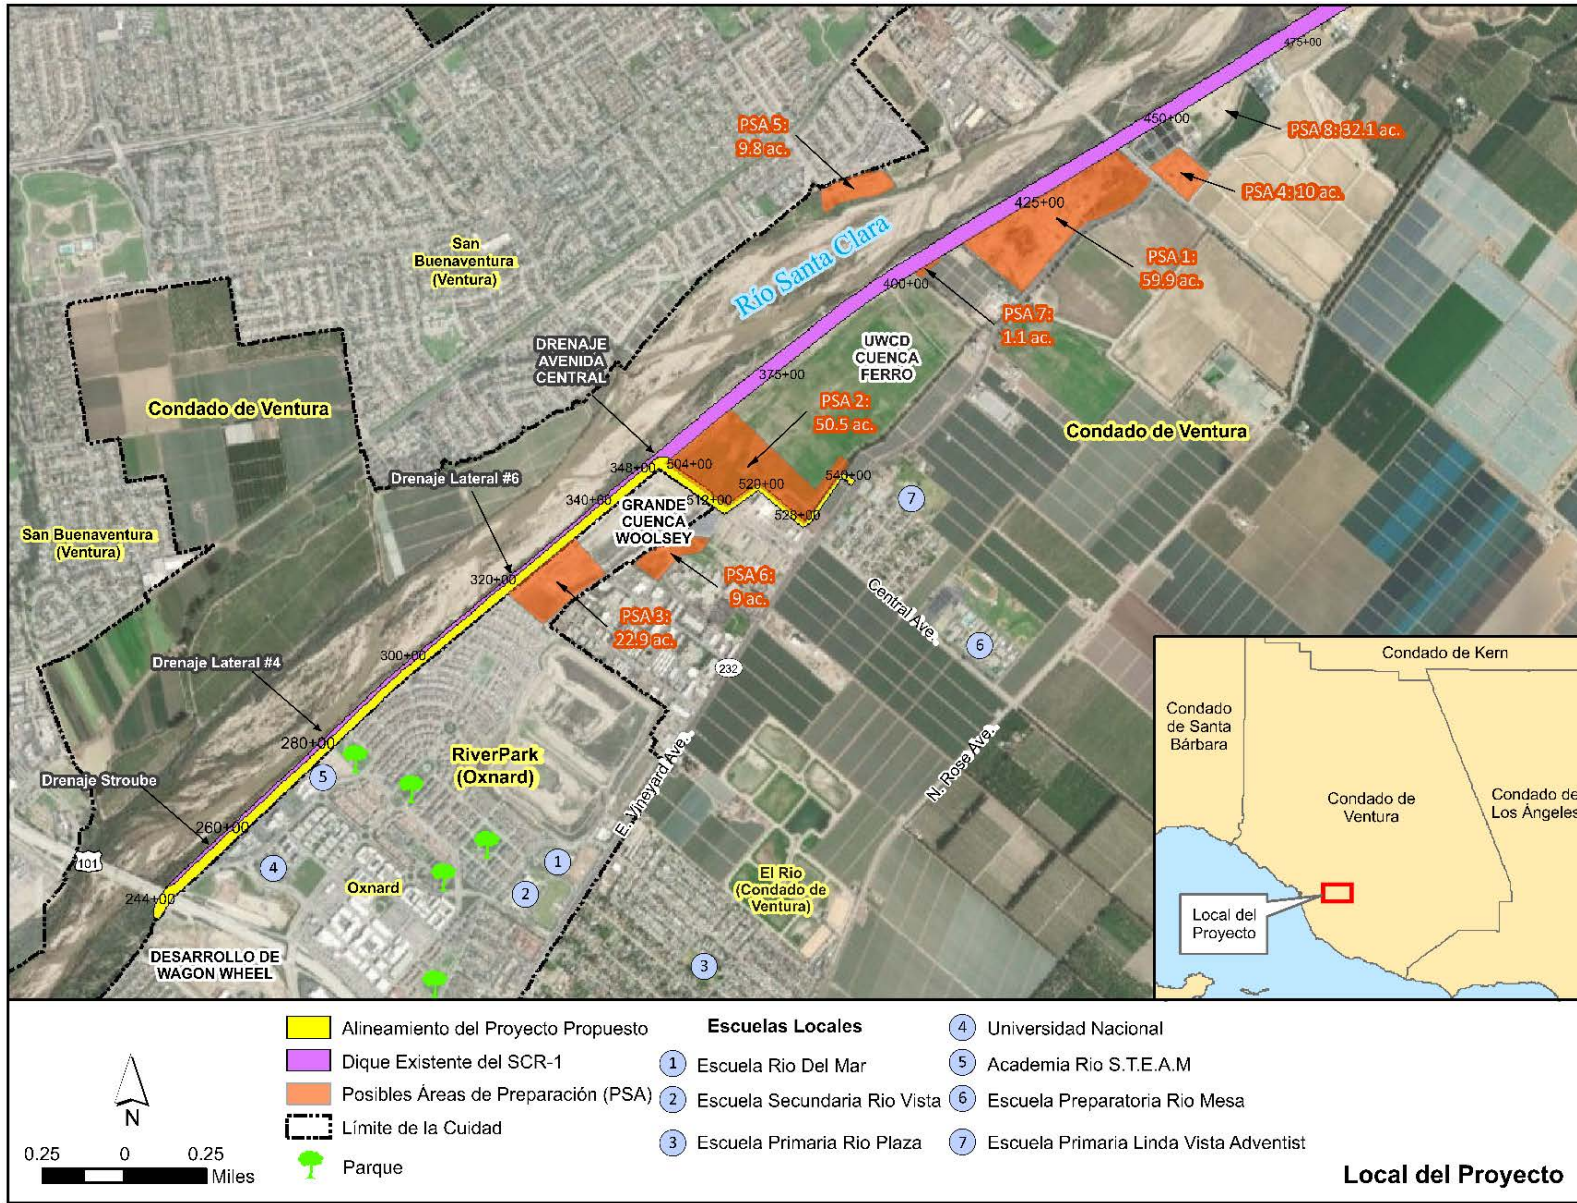 475+00
450+00
PSA 5:
9.8 ac.
PSA 8: 32.1 ac.
PSA 4: 10 ac.
425+00
San
Buenaventura
(Ventura)
Río Santa Clara
PSA 1:
59.9 ac.
400+00
PSA 7:
1.1 ac.
DRENAJE
AVENIDA
CENTRAL
UWCD
CUENCA
FERRO
375+00
Condado de Ventura
PSA 2:
50.5 ac.
Condado de Ventura
348+00
504+00
Drenaje Lateral #6
540+00
520+00
340+60
512+00
528+00
GRANDE
CUENCA
WOOLSEY
7
San Buenaventura
(Ventura)
320+00
PSA 6:
9 ac.
PSA 3:
22.9 ac.
Central Ave.
6
300+00
Drenaje Lateral #4
232
280+00
RiverPark
(Oxnard)
5
E. Vineyard Ave.
N. Rose Ave.
Drenaje Stroube
260+00
101
4
1
244+00
Oxnard
2
El Rio
(Condado de
Ventura)
DESARROLLO DE
WAGON WHEEL
3
Condado de Kern
Condado
de Santa
Bárbara
Condado de
Ventura
Condado de
Los Ángeles
Local del
Proyecto
N
0.25 0 0.25
Miles
Alineamiento del Proyecto Propuesto
Dique Existente del SCR-1
Posibles Áreas de Preparación (PSA)
Límite de la Cuidad
Parque
Escuelas Locales
1 Escuela Rio Del Mar
2 Escuela Secundaria Rio Vista
3 Escuela Primaria Rio Plaza
4 Universidad Nacional
5 Academia Rio S.T.E.A.M
6 Escuela Preparatoria Rio Mesa
7 Escuela Primaria Linda Vista Adventist
Local del Proyecto